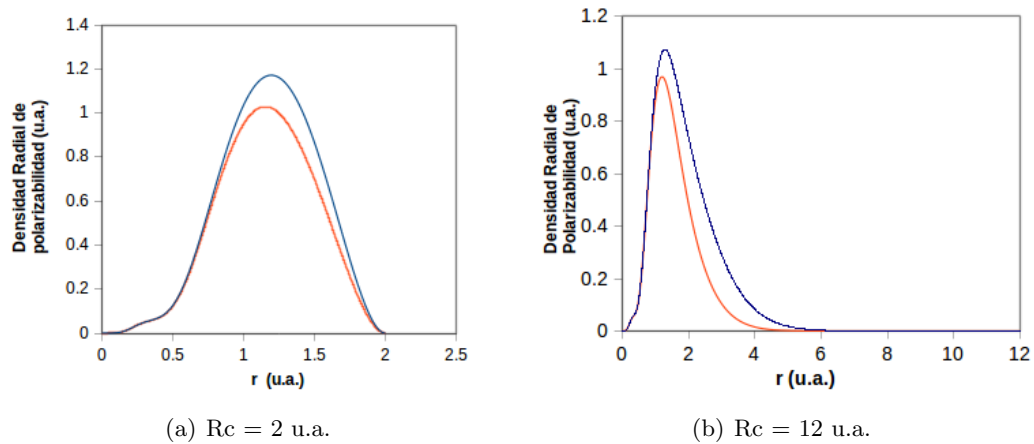 1.4
1.2
1
0.8
0.6
0.4
0.2
0
Densidad Radial de
polarizabilidad (u.a.)
0 0.5 1 1.5 2 2.5
r (u.a.)
(a) Rc = 2 u.a.
1.2
1
0.8
0.6
0.4
0.2
0
Densidad Radial de
Polarizabilidad (u.a.)
0 2 4 6 8 10 12
r (u.a.)
(b) Rc = 12 u.a.